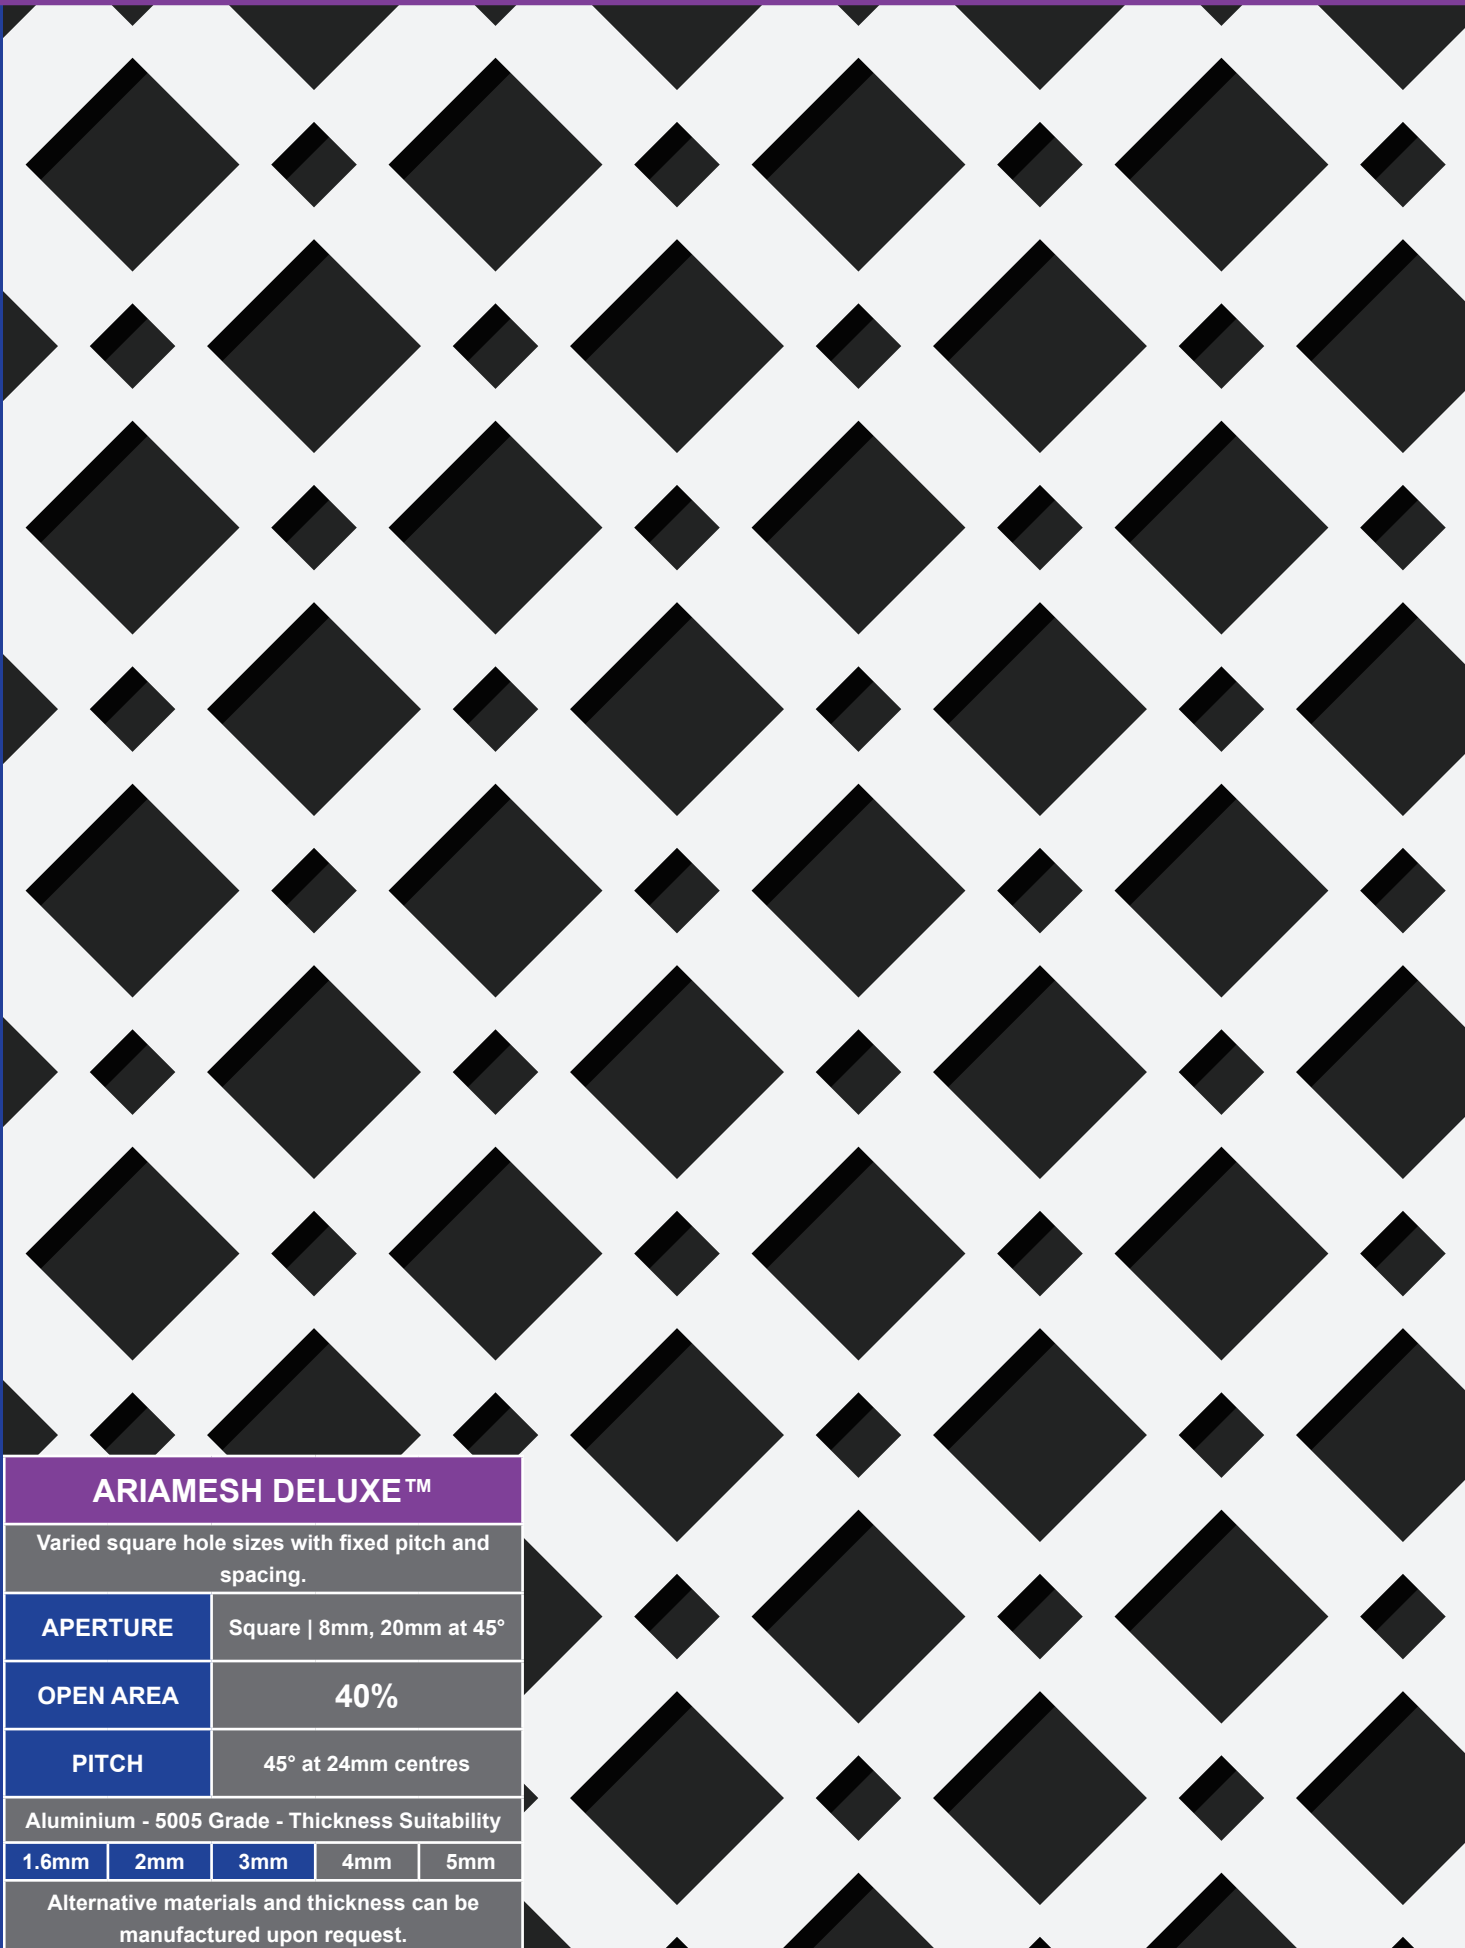 ARIAMESH DELUXE™
Varied square hole sizes with fixed pitch and
spacing.
APERTURE
Square | 8mm, 20mm at 45°
OPEN AREA
40%
PITCH
45° at 24mm centres
Aluminium - 5005 Grade - Thickness Suitability
1.6mm 2mm 3mm 4mm 5mm
Alternative materials and thickness can be
manufactured upon request.